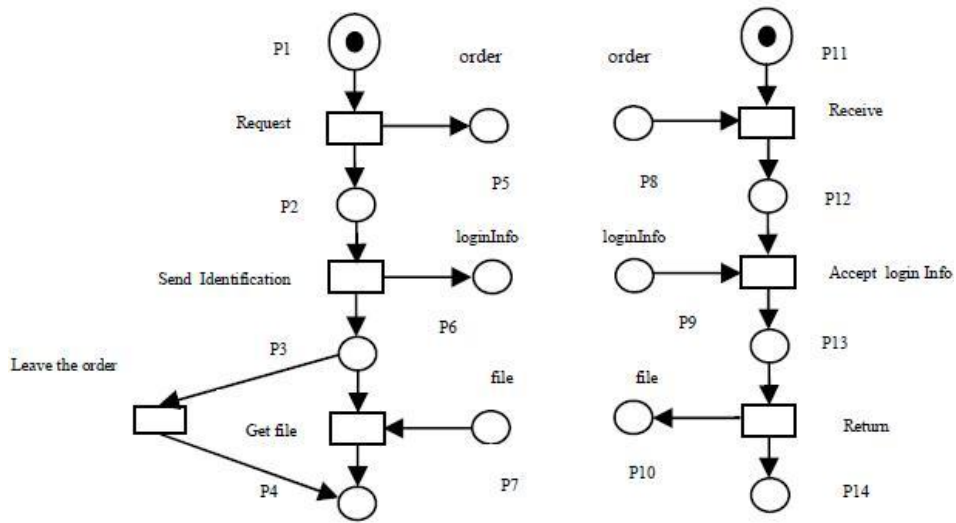 P1
order
order
P11
Request
Receive
P5
P8
P2
P12
loginInfo
loginInfo
Send Identification
Accept login Info
P6
P9
P3
P13
Leave the order
file
file
Get file
Return
P4
P7
P10
P14